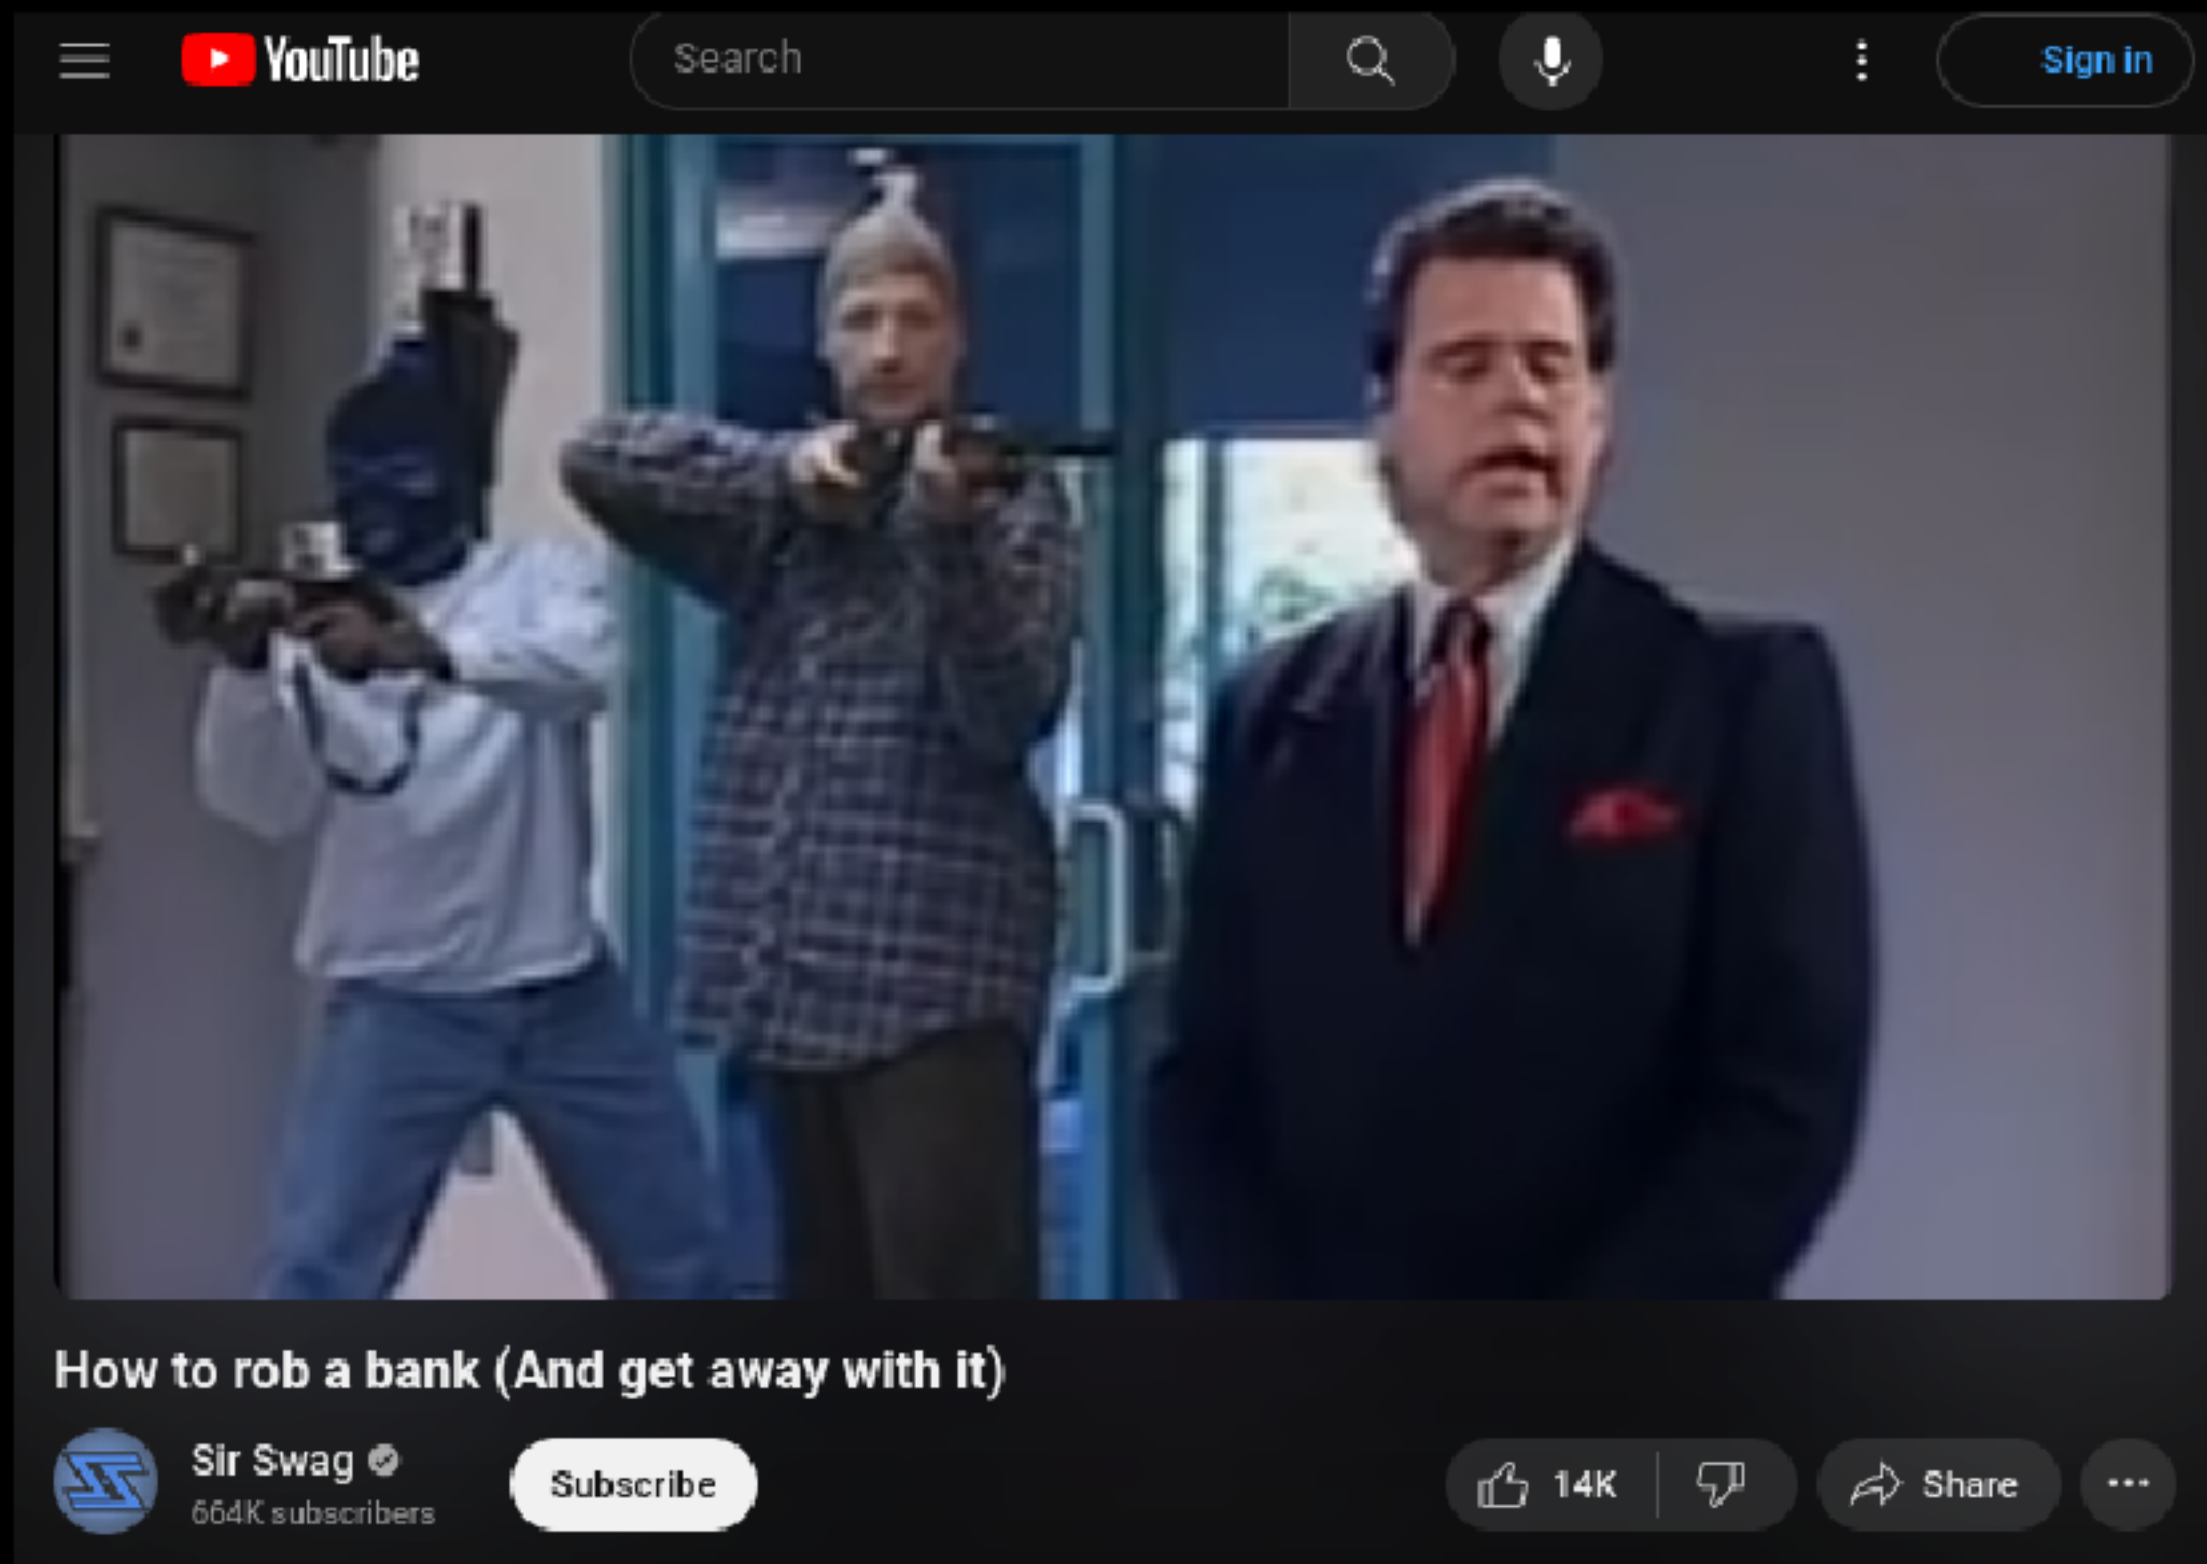 YouTube
Search
Sign in
How to rob a bank (And get away with it)
Sir Swag
664K subscribers
Subscribe
14K
Share